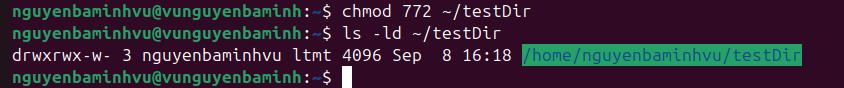 nguyenbaminhvu@vunguyenbaminh:~$ chmod 772 ~/testDir
nguyenbaminhvu@vunguyenbaminh:~$ ls -ld ~/testDir
drwxrwx-w- 3 nguyenbaminhvu ltmt 4096 Sep  8 16:18 /home/nguyenbaminhvu/testDir
nguyenbaminhvu@vunguyenbaminh:~$